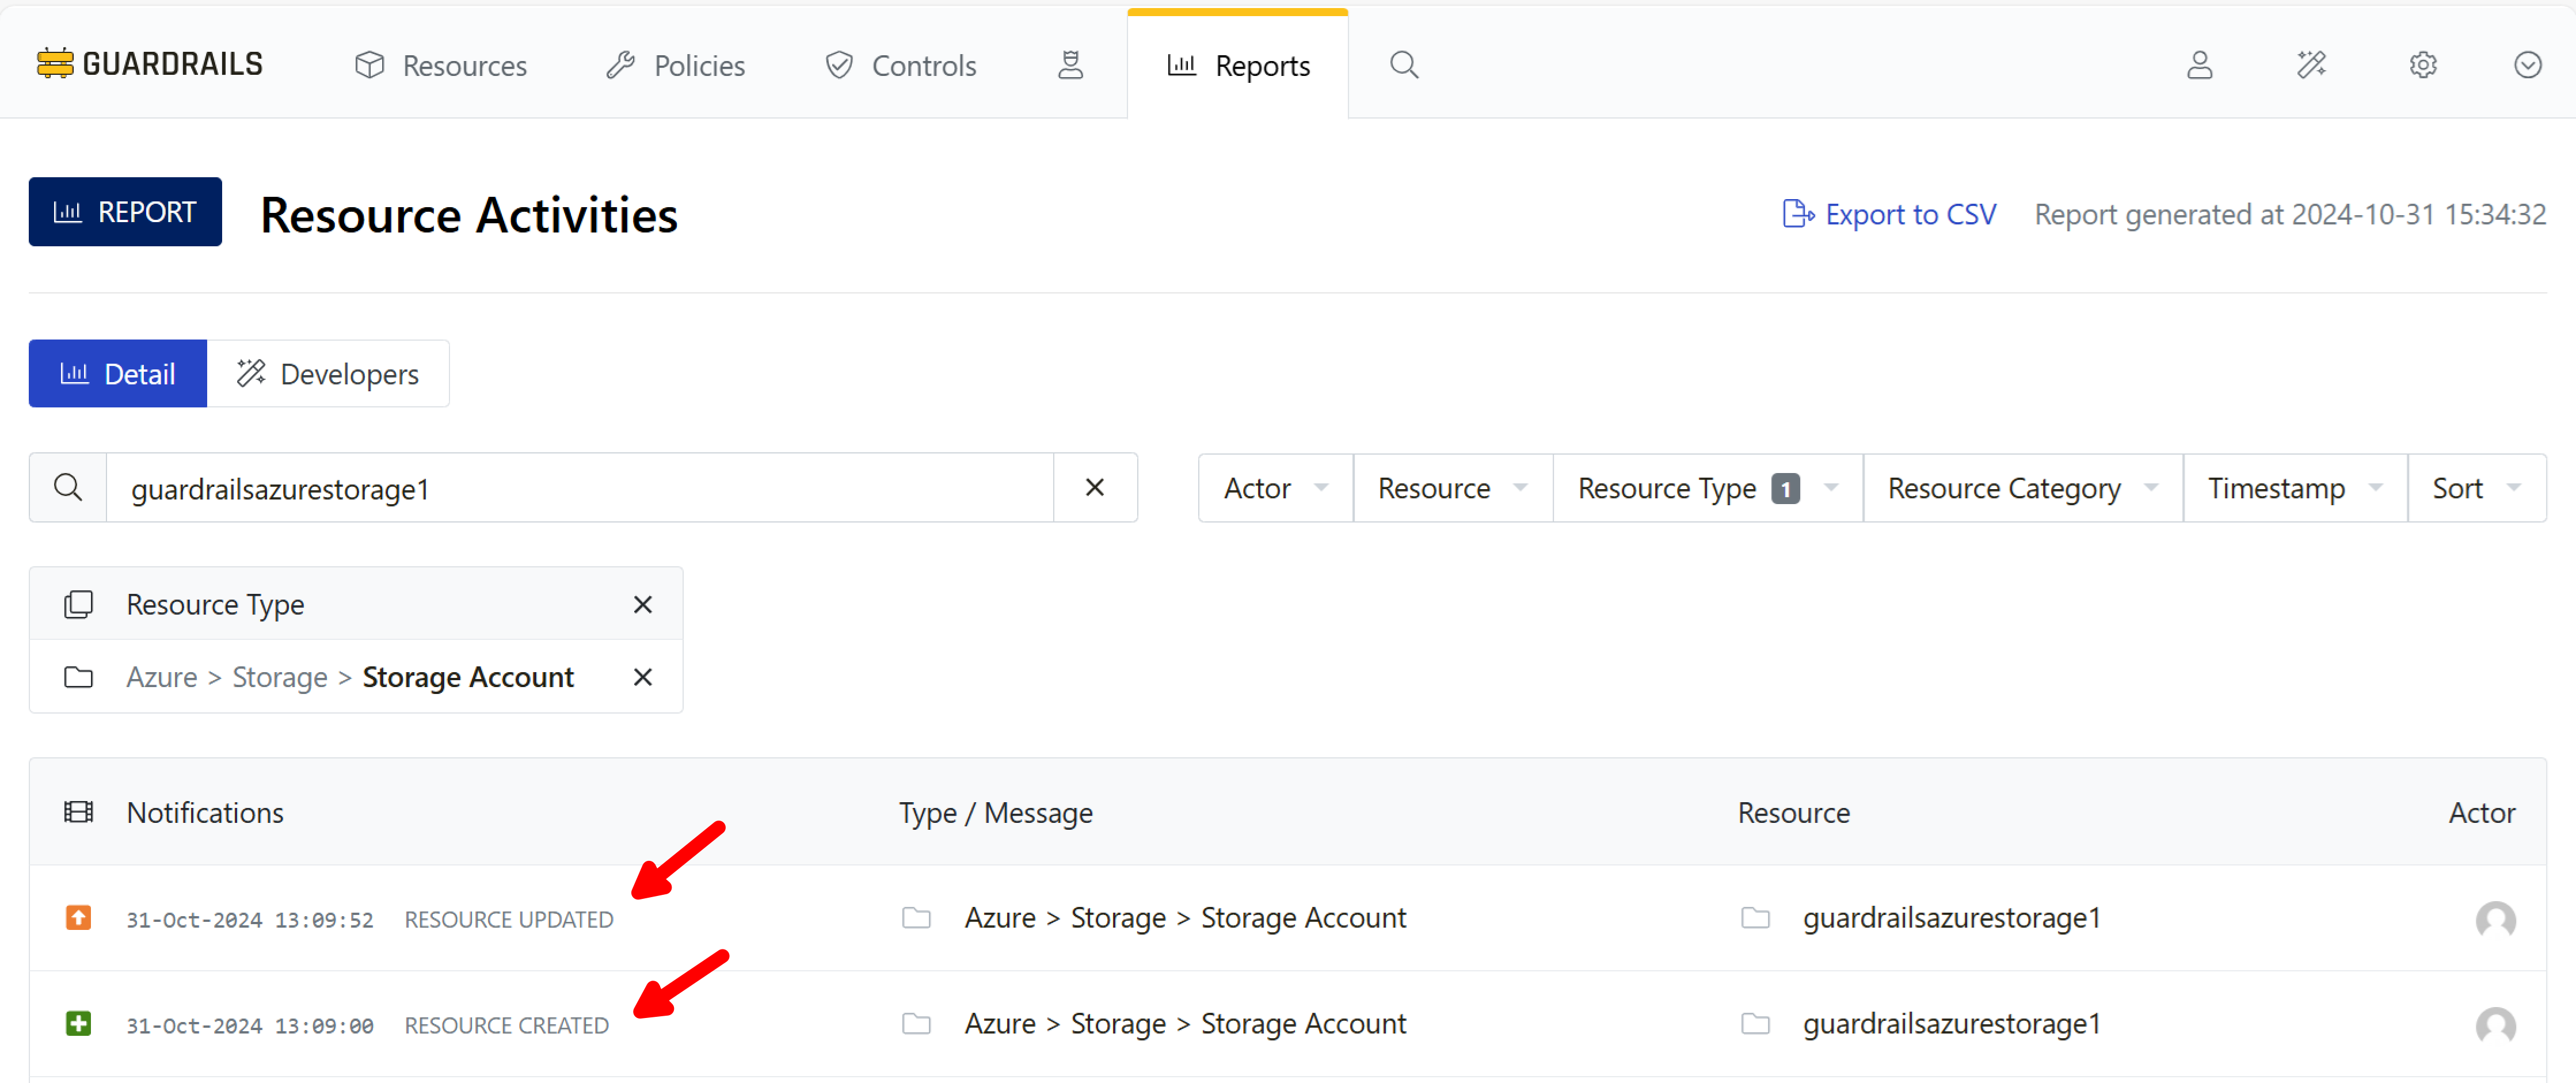 GUARDRAILS Resources Policies Controls Reports
REPORT Resource Activities Export to CSV Report generated at 2024-10-31 15:34:32
Detail Developers
guardrailsazurestorage1 Actor Resource Resource Type 1 Resource Category Timestamp Sort
Resource Type
Azure > Storage > Storage Account
Notifications Type / Message Resource Actor
31-Oct-2024 13:09:52 RESOURCE UPDATED Azure > Storage > Storage Account guardrailsazurestorage1
31-Oct-2024 13:09:00 RESOURCE CREATED Azure > Storage > Storage Account guardrailsazurestorage1